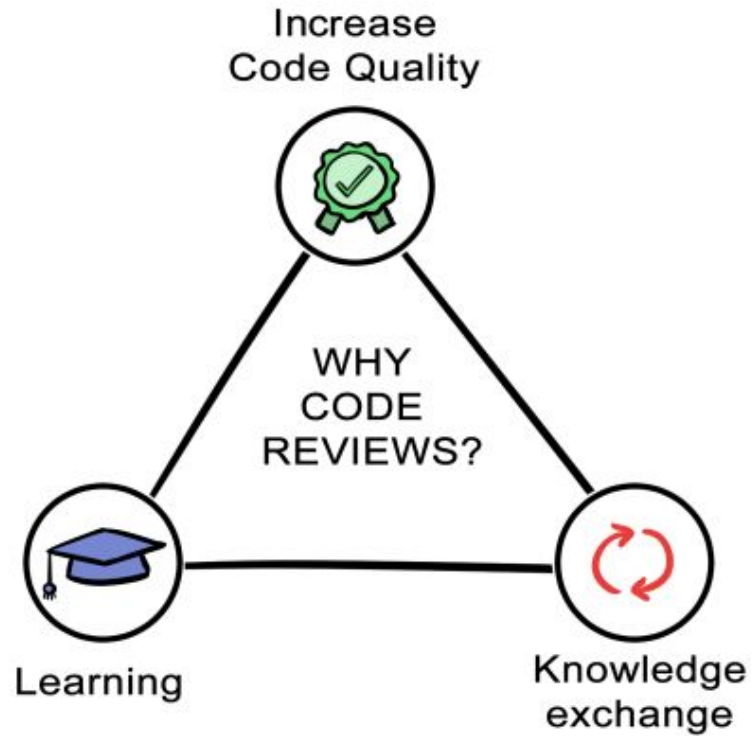 Increase
Code Quality
WHY
CODE
REVIEWS?
Learning
Knowledge
exchange